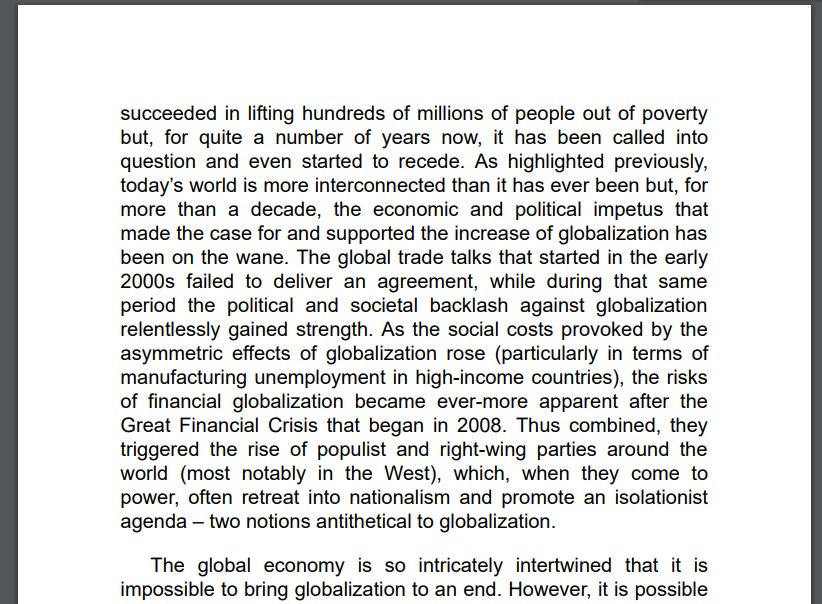 succeeded in lifting hundreds of millions of people out of poverty
but, for quite a number of years now, it has been called into
question and even started to recede. As highlighted previously,
today’s world is more interconnected than it has ever been but, for
more than a decade, the economic and political impetus that
made the case for and supported the increase of globalization has
been on the wane. The global trade talks that started in the early
2000s failed to deliver an agreement, while during that same
period the political and societal backlash against globalization
relentlessly gained strength. As the social costs provoked by the
asymmetric effects of globalization rose (particularly in terms of
manufacturing unemployment in high-income countries), the risks
of financial globalization became ever-more apparent after the
Great Financial Crisis that began in 2008. Thus combined, they
triggered the rise of populist and right-wing parties around the
world (most notably in the West), which, when they come to
power, often retreat into nationalism and promote an isolationist
agenda – two notions antithetical to globalization.
The global economy is so intricately intertwined that it is
impossible to bring globalization to an end. However, it is possible